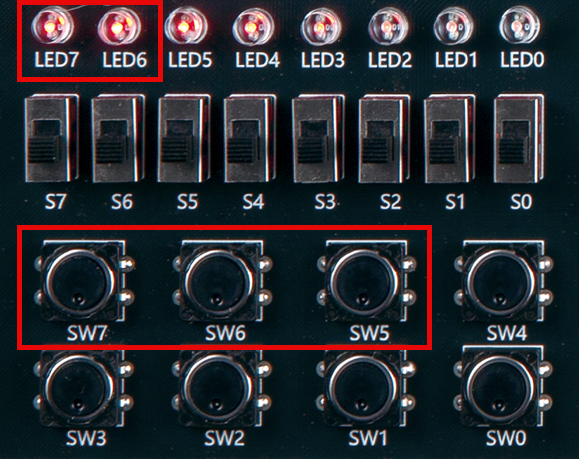 LED7 LED6 LED5 LED4 LED3 LED2 LED1 LED0
S7 S6 S5 S4 S3 S2 S1 S0
SW7 SW6 SW5 SW4
SW3 SW2 SW1 SW0